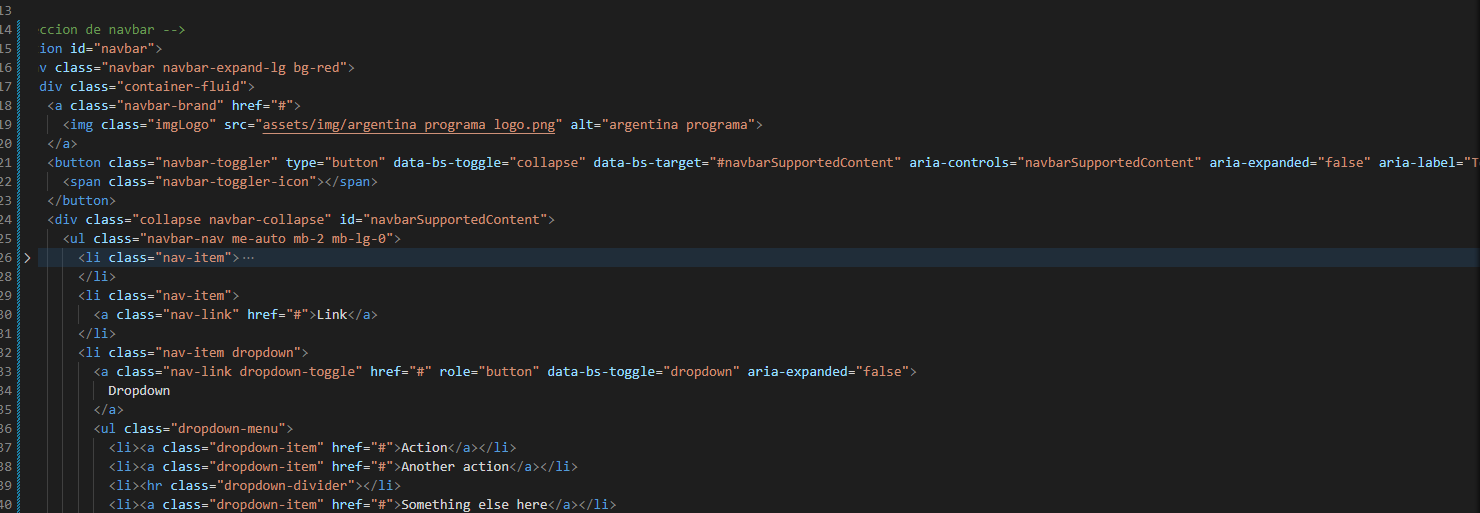 13
14 ccion de navbar -->
15 ion id="navbar">
16 v class="navbar navbar-expand-lg bg-red">
17 div class="container-fluid">
18 <a class="navbar-brand" href="#">
19 <img class="imgLogo" src="assets/img/argentina programa logo.png" alt="argentina programa">
20 </a>
21 <button class="navbar-toggler" type="button" data-bs-toggle="collapse" data-bs-target="#navbarSupportedContent" aria-controls="navbarSupportedContent" aria-expanded="false" aria-label="T
22 <span class="navbar-toggler-icon"></span>
23 </button>
24 <div class="collapse navbar-collapse" id="navbarSupportedContent">
25 <ul class="navbar-nav me-auto mb-2 mb-lg-0">
26 <li class="nav-item">…
28 </li>
29 <li class="nav-item">
30 <a class="nav-link" href="#">Link</a>
31 </li>
32 <li class="nav-item dropdown">
33 <a class="nav-link dropdown-toggle" href="#" role="button" data-bs-toggle="dropdown" aria-expanded="false">
34 Dropdown
35 </a>
36 <ul class="dropdown-menu">
37 <li><a class="dropdown-item" href="#">Action</a></li>
38 <li><a class="dropdown-item" href="#">Another action</a></li>
39 <li><hr class="dropdown-divider"></li>
40 <li><a class="dropdown-item" href="#">Something else here</a></li>